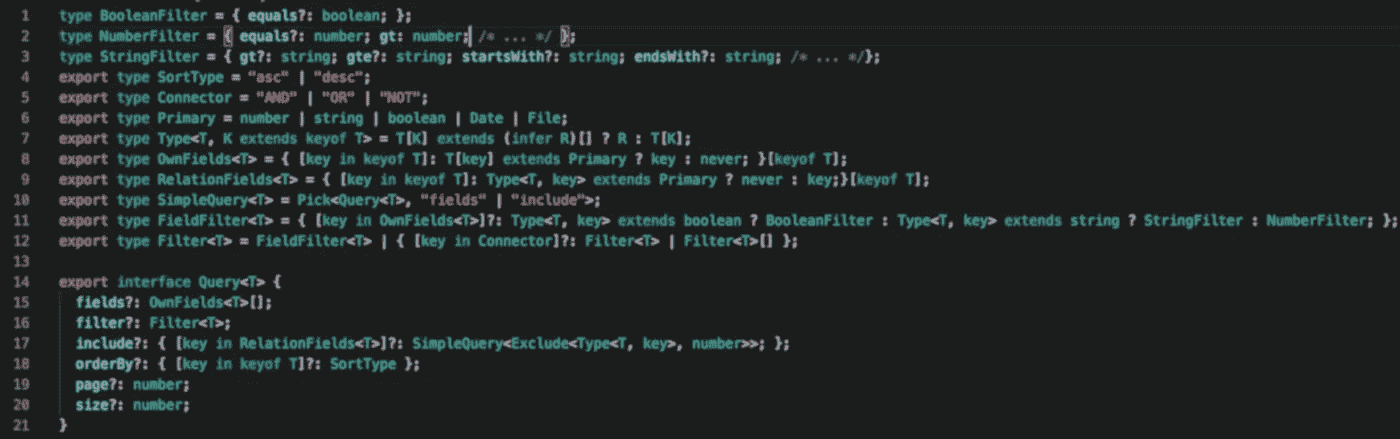 1 type BooleanFilter = { equals?: boolean; };
2 type NumberFilter = { equals?: number; gt: number; /* ... */ };
3 type StringFilter = { gt?: string; gte?: string; startsWith?: string; endsWith?: string; /* ... */};
4 export type SortType = "asc" | "desc";
5 export type Connector = "AND" | "OR" | "NOT";
6 export type Primary = number | string | boolean | Date | File;
7 export type Type<T, K extends keyof T> = T[K] extends (infer R)[] ? R : T[K];
8 export type OwnFields<T> = { [key in keyof T]: T[key] extends Primary ? key : never; }[keyof T];
9 export type RelationFields<T> = { [key in keyof T]: Type<T, key> extends Primary ? never : key;}[keyof T];
10 export type SimpleQuery<T> = Pick<Query<T>, "fields" | "include">;
11 export type FieldFilter<T> = { [key in OwnFields<T>]?: Type<T, key> extends boolean ? BooleanFilter : Type<T, key> extends string ? StringFilter : NumberFilter; };
12 export type Filter<T> = FieldFilter<T> | { [key in Connector]?: Filter<T> | Filter<T>[] };
13
14 export interface Query<T> {
15 fields?: OwnFields<T>[];
16 filter?: Filter<T>;
17 include?: { [key in RelationFields<T>]?: SimpleQuery<Exclude<Type<T, key>, number>>; };
18 orderBy?: { [key in keyof T]?: SortType };
19 page?: number;
20 size?: number;
21 }